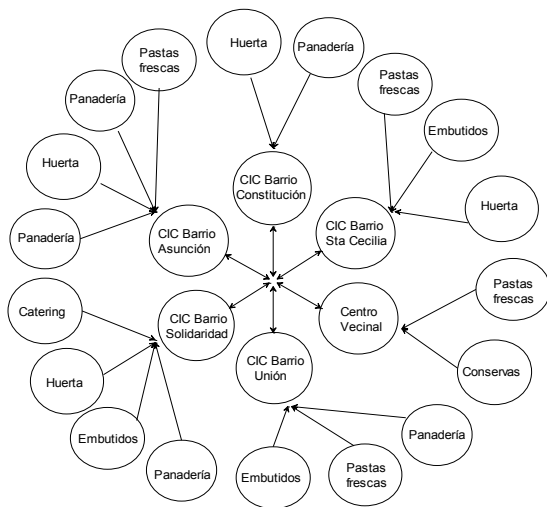 Pastas
frescas
Huerta
Panadería
Panadería
Pastas
frescas
Embutidos
Huerta
CIC Barrio
Constitución
Huerta
Panadería
CIC Barrio
Asunción
CIC Barrio
Sta Cecilia
Catering
CIC Barrio
Solidaridad
Centro
Vecinal
Pastas
frescas
Huerta
CIC Barrio
Unión
Conservas
Embutidos
Panadería
Panadería
Embutidos
Pastas
frescas